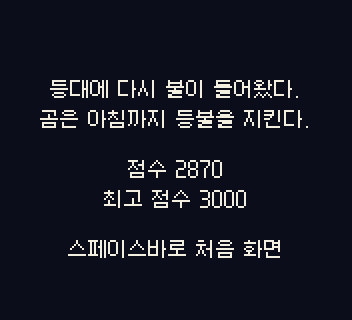 등대에 다시 불이 들어왔다.
곰은 아침까지 등불을 지킨다.
점수 2870
최고 점수 3000
스페이스바로 처음 화면